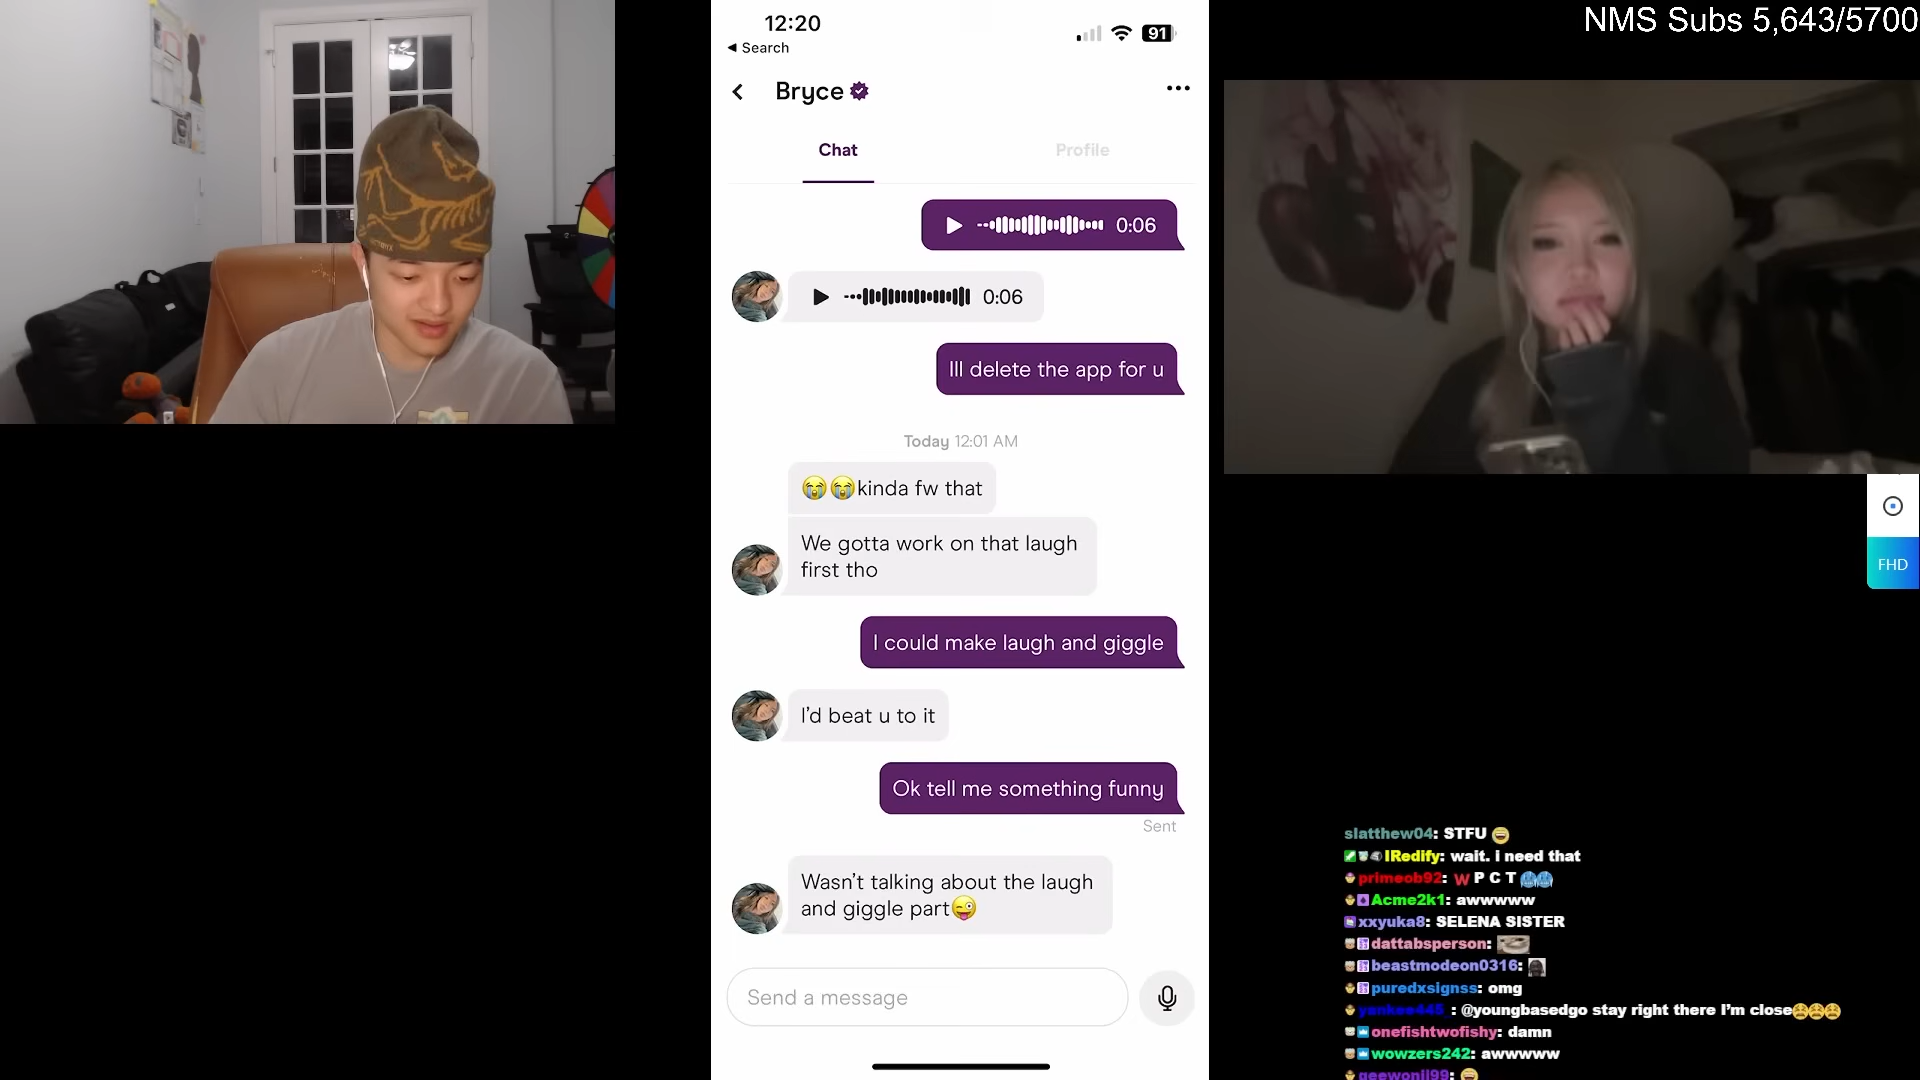 NMS Subs 5,643/5700
12:20
91
Search
Bryce
Chat
Profile
0:06
0:06
Ill delete the app for u
Today 12:01 AM
😭😭kinda fw that
We gotta work on that laugh
first tho
I could make laugh and giggle
I'd beat u to it
Ok tell me something funny
Sent
Wasn't talking about the laugh
and giggle part😜
Send a message
FHD
slatthew04: STFU
IRedify: wait. i need that
primeob92: W P C T 🥶🥶
Acme2k1: awwwww
xxyuka8: SELENA SISTER
dattabsperson:
beastmodeon0316:
puredxsignss: omg
yankee445_: @youngbasedgo stay right there I'm close😫😫😫
onefishtwofishy: damn
wowzers242: awwwww
geewonii99: